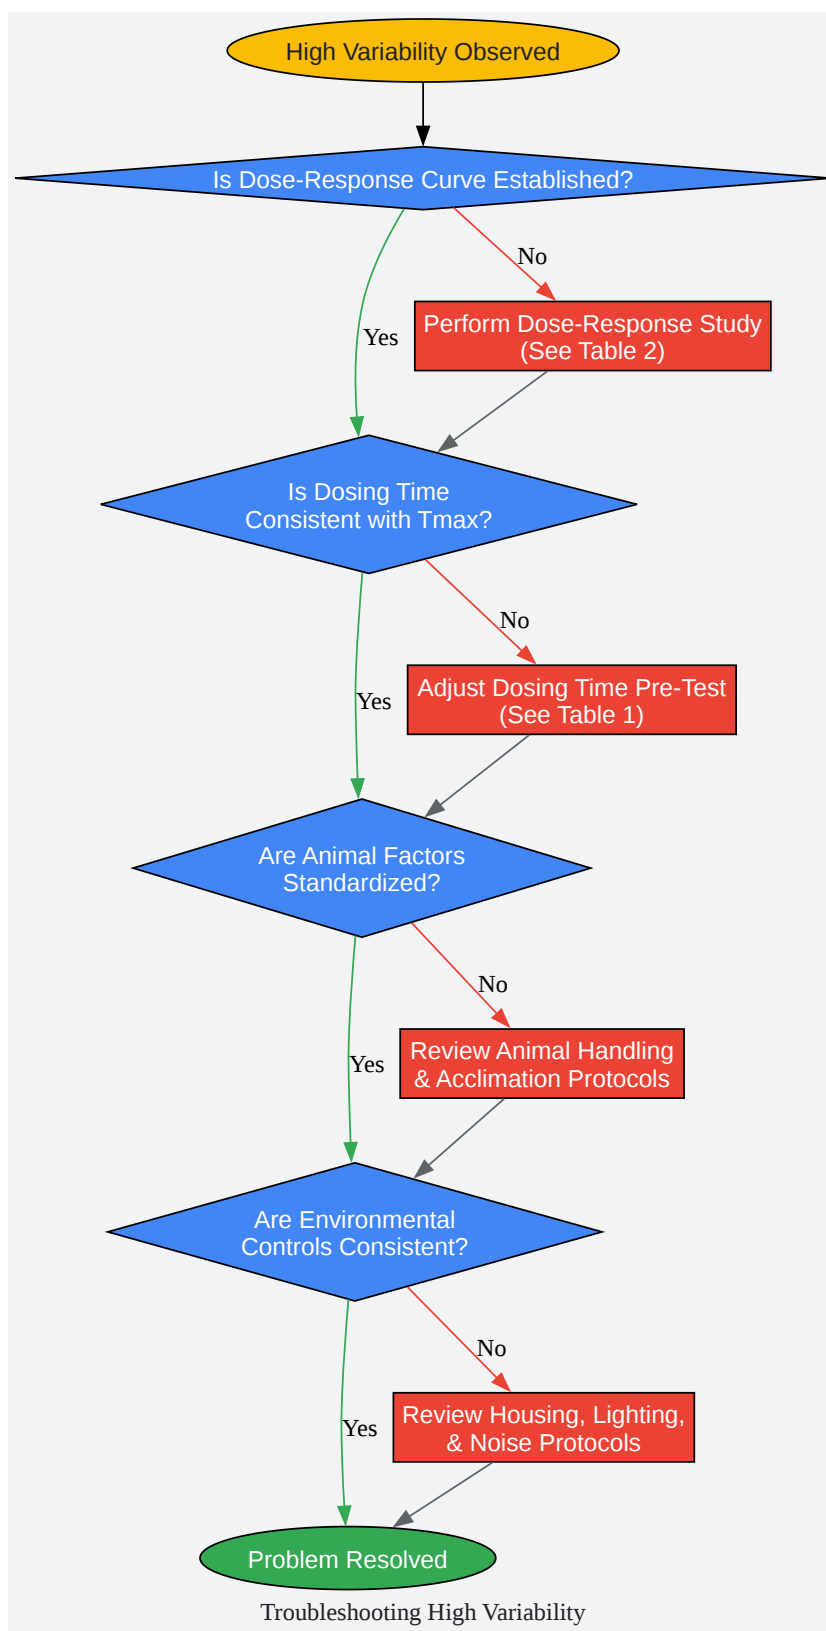 High Variability Observed
Is Dose-Response Curve Established?
No
Perform Dose-Response Study
(See Table 2)
Yes
Is Dosing Time
Consistent with Tmax?
No
Adjust Dosing Time Pre-Test
(See Table 1)
Yes
Are Animal Factors
Standardized?
No
Review Animal Handling
& Acclimation Protocols
Yes
Are Environmental
Controls Consistent?
No
Review Housing, Lighting,
& Noise Protocols
Yes
Problem Resolved
Troubleshooting High Variability